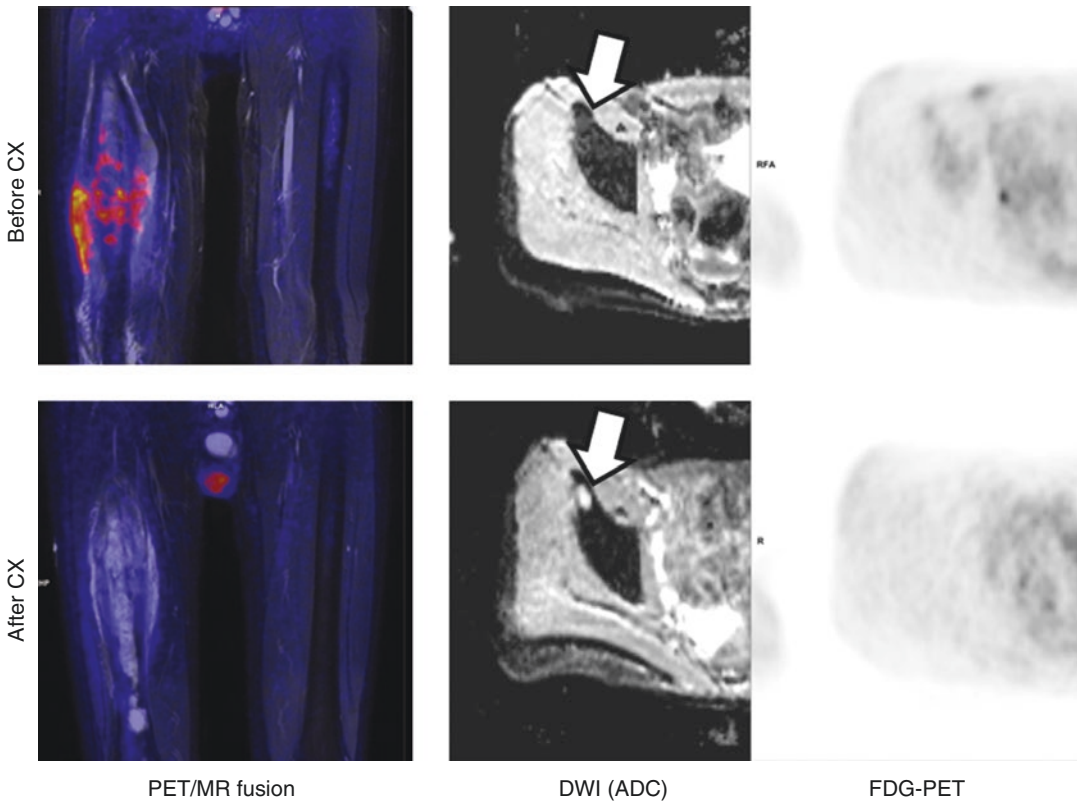 Before CX
RFA
After CX
R
PET/MR fusion
DWI (ADC)
FDG-PET